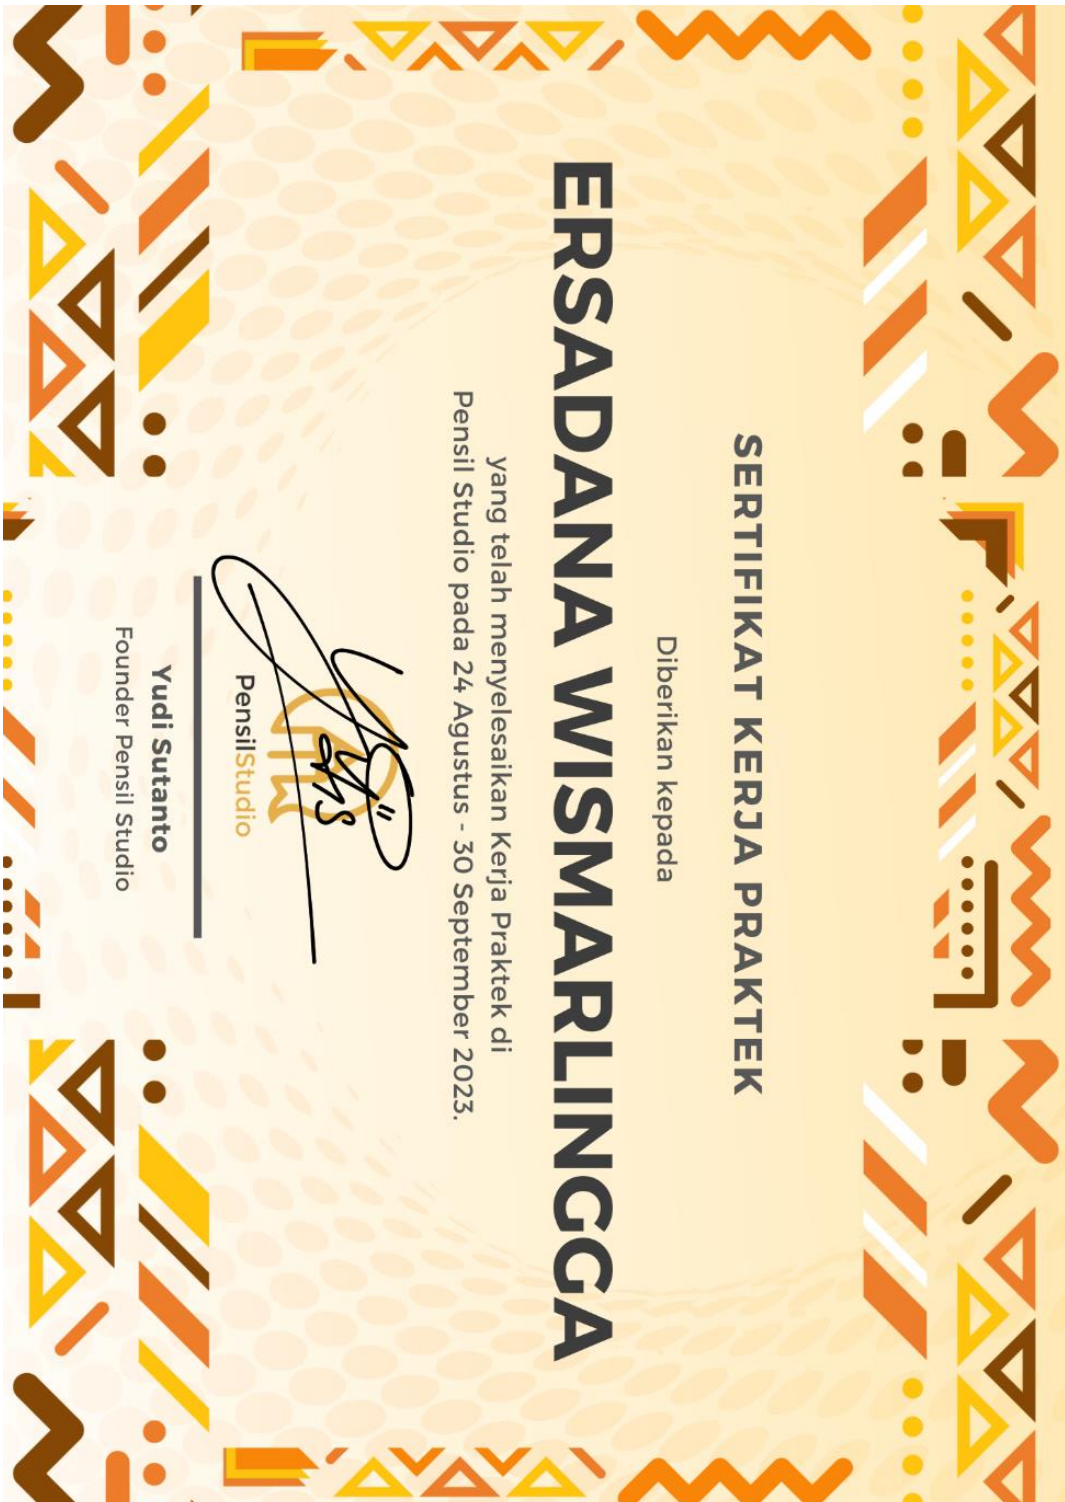 SERTIFIKAT KERJA PRAKTEK
Diberikan kepada
ERSADANA WISMARLINGGA
yang telah menyelesaikan Kerja Praktek di
Pensil Studio pada 24 Agustus - 30 September 2023.
PensilStudio
Yudi Sutanto
Founder Pensil Studio